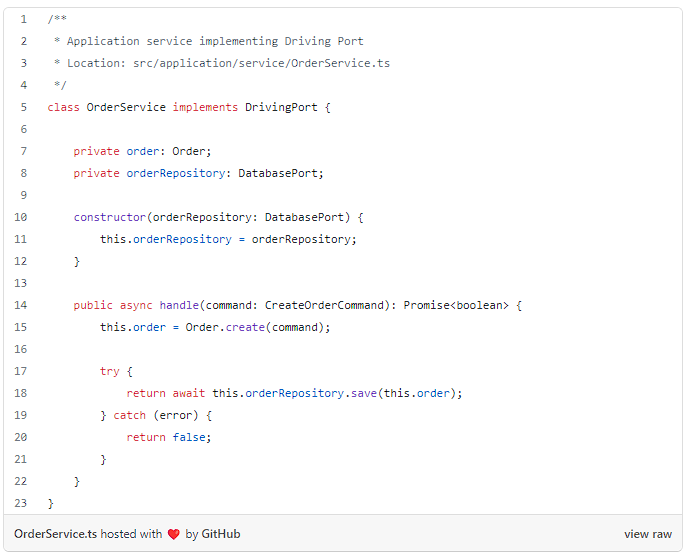 1 /**
2  * Application service implementing Driving Port
3  * Location: src/application/service/OrderService.ts
4  */
5 class OrderService implements DrivingPort {
6
7     private order: Order;
8     private orderRepository: DatabasePort;
9
10     constructor(orderRepository: DatabasePort) {
11         this.orderRepository = orderRepository;
12     }
13
14     public async handle(command: CreateOrderCommand): Promise<boolean> {
15         this.order = Order.create(command);
16
17         try {
18             return await this.orderRepository.save(this.order);
19         } catch (error) {
20             return false;
21         }
22     }
23 }
OrderService.ts hosted with ❤ by GitHub view raw